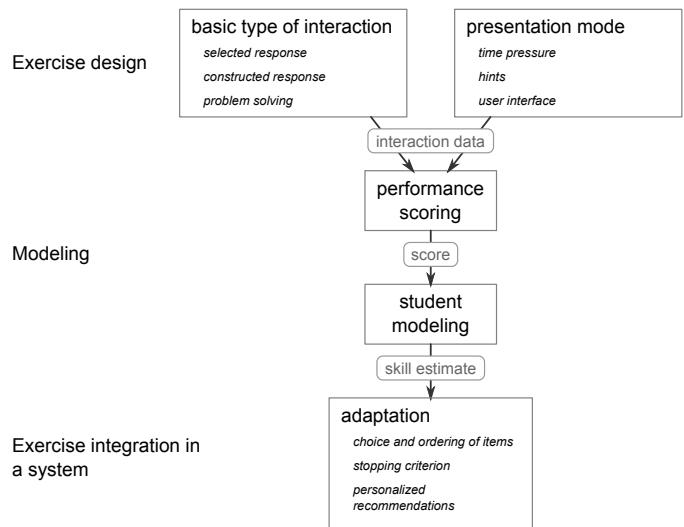 basic type of interaction
selected response
constructed response
problem solving
presentation mode
time pressure
hints
user interface
Exercise design
interaction data
performance
scoring
Modeling
score
student
modeling
skill estimate
adaptation
choice and ordering of items
stopping criterion
personalized
recommendations
Exercise integration in
a system